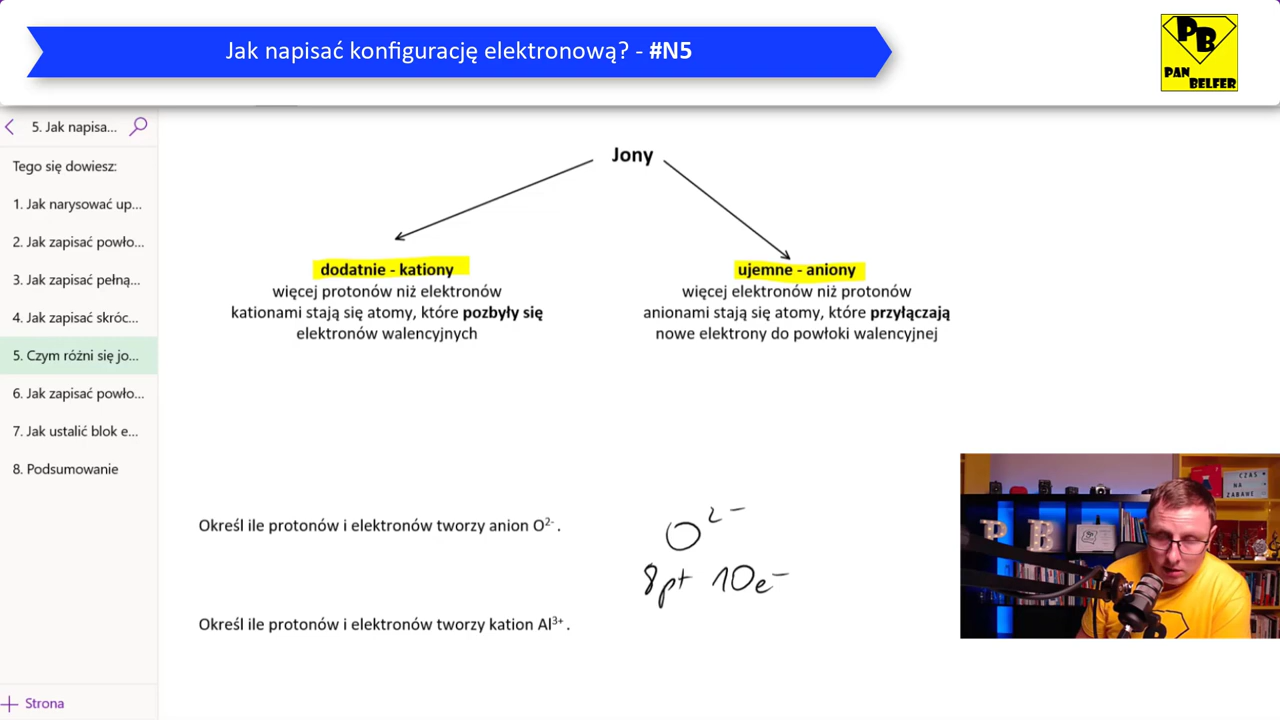 Jak napisać konfigurację elektronową? - #N5
PB
PAN
BELFER
5. Jak napisa...
Tego się dowiesz:
1. Jak narysować up...
2. Jak zapisać powło...
3. Jak zapisać pełną...
4. Jak zapisać skróc...
5. Czym różni się jo...
6. Jak zapisać powło...
7. Jak ustalić blok e...
8. Podsumowanie
Strona
Jony
dodatnie - kationy
więcej protonów niż elektronów
kationami stają się atomy, które pozbyły się
elektronów walencyjnych
ujemne - aniony
więcej elektronów niż protonów
anionami stają się atomy, które przyłączają
nowe elektrony do powłoki walencyjnej
Określ ile protonów i elektronów tworzy anion O²⁻.
O²⁻
8p⁺ 10e⁻
Określ ile protonów i elektronów tworzy kation Al³⁺.
CZAS
NA
ZABAWĘ
P B